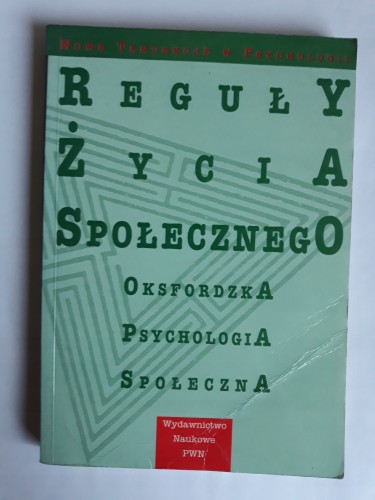 Nowe Tendencje w Psychologii
Reguły
Życia
Społecznego
Oksfordzka
Psychologia
Społeczna
Wydawnictwo
Naukowe
PWN